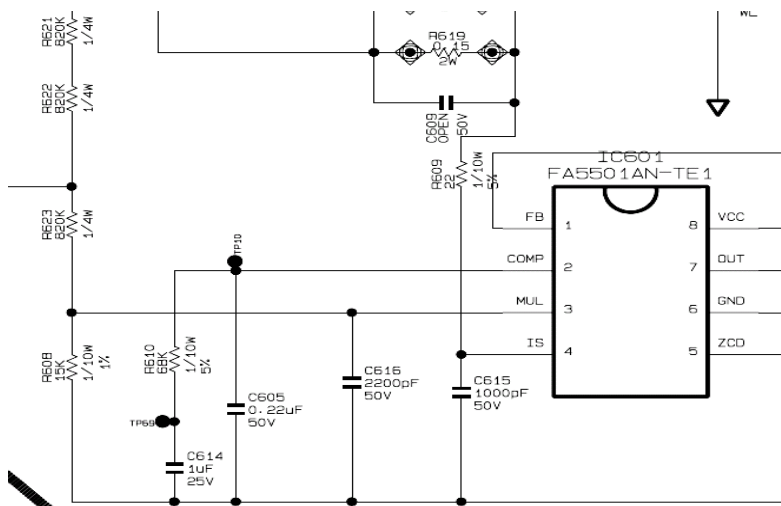 R621
820K
1/4W
R622
820K
1/4W
R623
820K
1/4W
R608
15K
1/10W
1%
R619
0.15
2W
C609
OPEN
50V
R609
22
1/10W
5%
IC601
FA5501AN-TE1
FB
1
8
VCC
COMP
2
7
OUT
MUL
3
6
GND
IS
4
5
ZCD
TP10
R610
68K
1/10W
5%
TP69
C605
0.22uF
50V
C616
2200pF
50V
C615
1000pF
50V
C614
1uF
25V